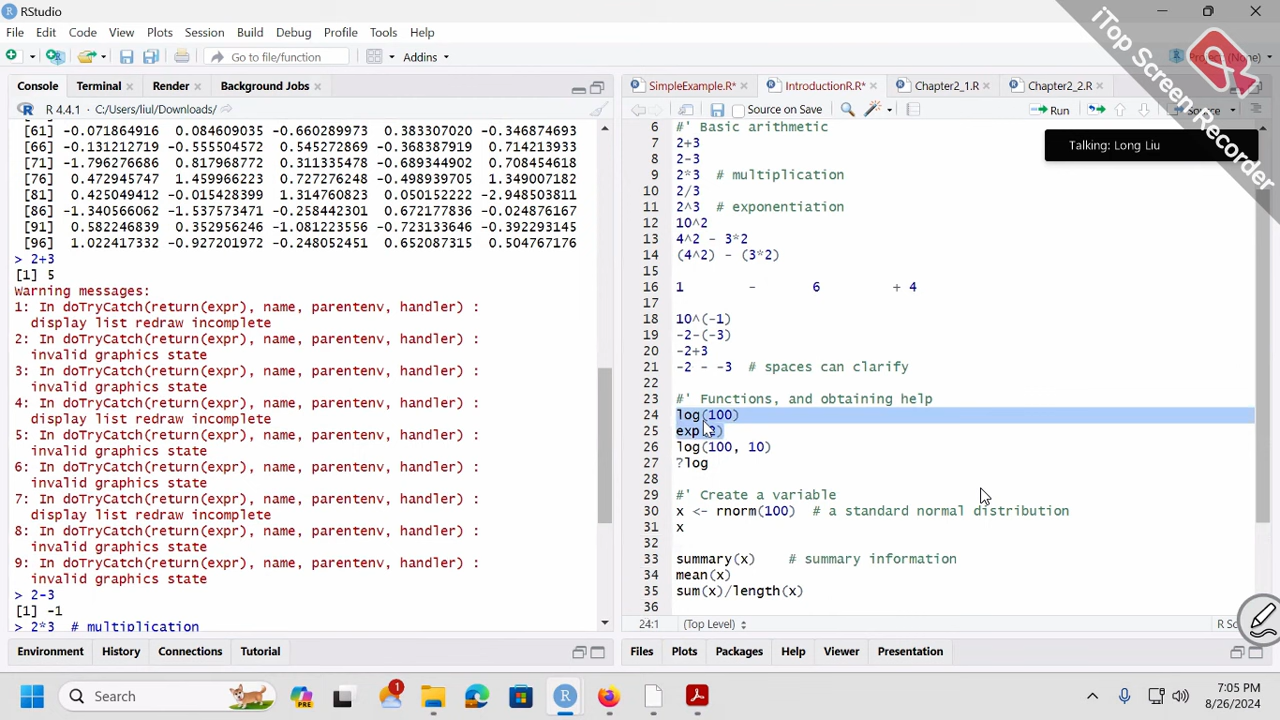 RStudio
File Edit Code View Plots Session Build Debug Profile Tools Help
Go to file/function Addins
Console Terminal Render Background Jobs
R 4.4.1 · C:/Users/liul/Downloads/
[61] -0.071864916 0.084609035 -0.660289973 0.383307020 -0.346874693
[66] -0.131212719 -0.555504572 0.545272869 -0.368387919 0.714213933
[71] -1.796276686 0.817968772 0.311335478 -0.689344902 0.708454618
[76] 0.472945747 1.459966223 0.727276248 -0.498939705 1.349007182
[81] 0.425049412 -0.015428399 1.314760823 0.050152222 -2.948503811
[86] -1.340566062 -1.537573471 -0.258442301 0.672177836 -0.024876167
[91] 0.582246839 0.352956246 -1.081223556 -0.723133646 -0.392293145
[96] 1.022417332 -0.927201972 -0.248052451 0.652087315 0.504767176
> 2+3
[1] 5
Warning messages:
1: In doTryCatch(return(expr), name, parentenv, handler) :
display list redraw incomplete
2: In doTryCatch(return(expr), name, parentenv, handler) :
invalid graphics state
3: In doTryCatch(return(expr), name, parentenv, handler) :
invalid graphics state
4: In doTryCatch(return(expr), name, parentenv, handler) :
display list redraw incomplete
5: In doTryCatch(return(expr), name, parentenv, handler) :
invalid graphics state
6: In doTryCatch(return(expr), name, parentenv, handler) :
invalid graphics state
7: In doTryCatch(return(expr), name, parentenv, handler) :
display list redraw incomplete
8: In doTryCatch(return(expr), name, parentenv, handler) :
invalid graphics state
9: In doTryCatch(return(expr), name, parentenv, handler) :
invalid graphics state
> 2-3
[1] -1
> 2*3 # multiplication
Environment History Connections Tutorial
SimpleExample.R* IntroductionR.R* Chapter2_1.R Chapter2_2.R
Source on Save Run Source
6 #' Basic arithmetic
7 2+3
8 2-3
9 2*3 # multiplication
10 2/3
11 2^3 # exponentiation
12 10^2
13 4^2 - 3*2
14 (4^2) - (3*2)
15
16 1 - 6 + 4
17
18 10^(-1)
19 -2-(-3)
20 -2+3
21 -2 - -3 # spaces can clarify
22
23 #' Functions, and obtaining help
24 log(100)
25 exp(2)
26 log(100, 10)
27 ?log
28
29 #' Create a variable
30 x <- rnorm(100) # a standard normal distribution
31 x
32
33 summary(x) # summary information
34 mean(x)
35 sum(x)/length(x)
36
24:1 (Top Level) R Sc
Files Plots Packages Help Viewer Presentation
Talking: Long Liu
iTop Screen Recorder
Search
PRE
1
7:05 PM
8/26/2024